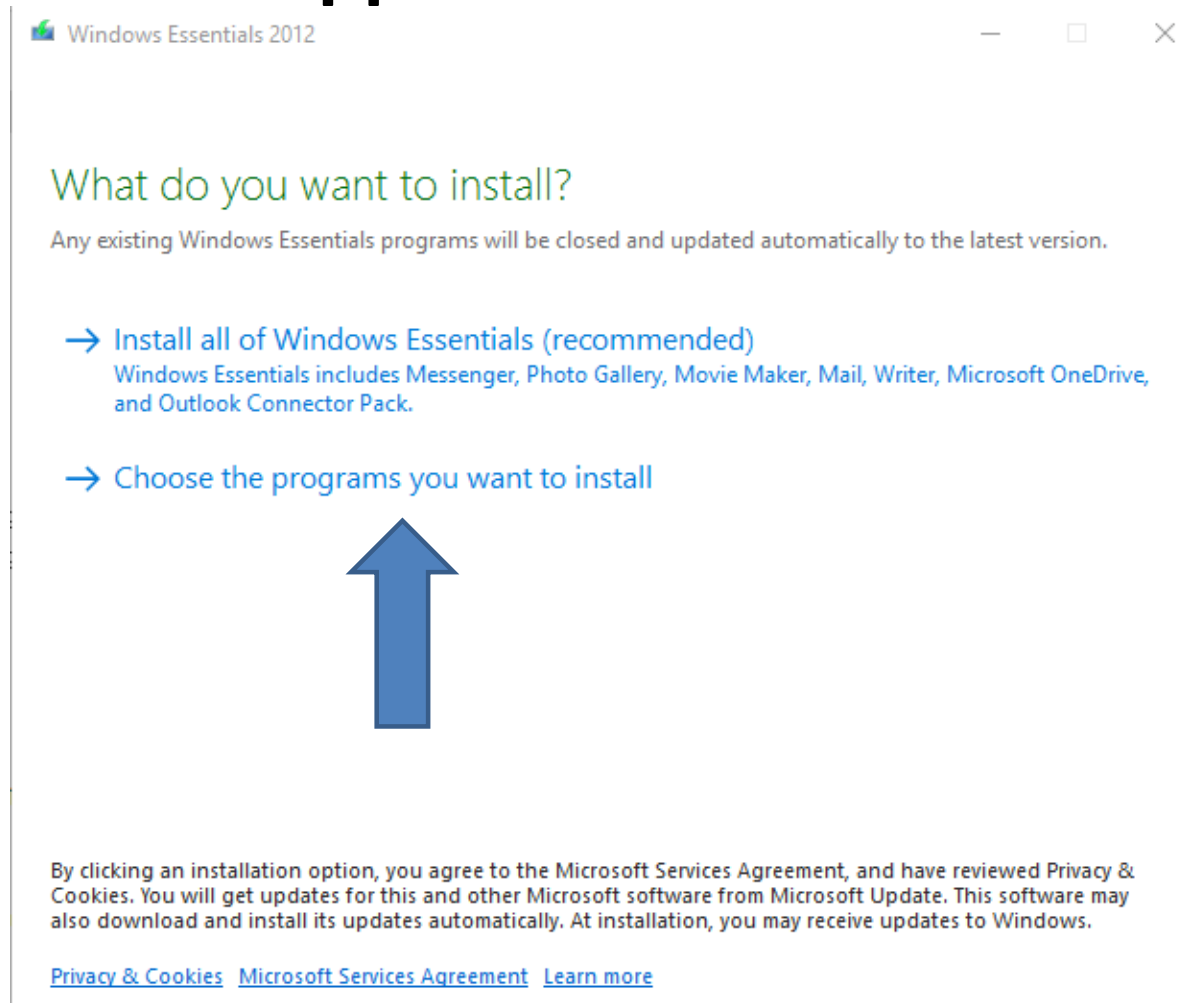 Windows Essentials 2012
What do you want to install?
Any existing Windows Essentials programs will be closed and updated automatically to the latest version.
Install all of Windows Essentials (recommended)
Windows Essentials includes Messenger, Photo Gallery, Movie Maker, Mail, Writer, Microsoft OneDrive,
and Outlook Connector Pack.
Choose the programs you want to install
By clicking an installation option, you agree to the Microsoft Services Agreement, and have reviewed Privacy &
Cookies. You will get updates for this and other Microsoft software from Microsoft Update. This software may
also download and install its updates automatically. At installation, you may receive updates to Windows.
Privacy & Cookies Microsoft Services Agreement Learn more